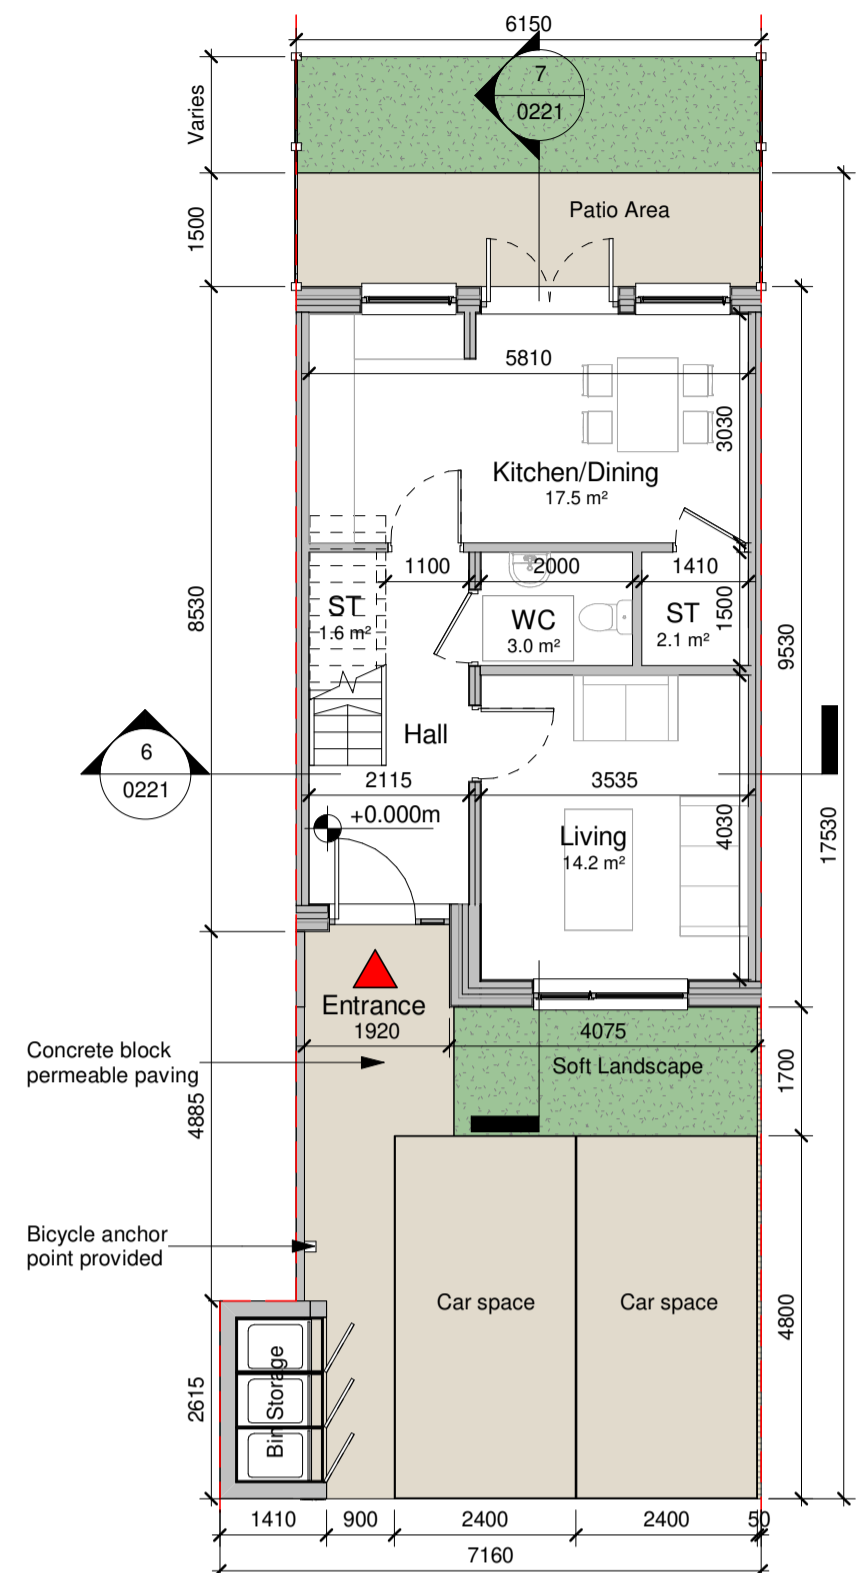 6150
7
0221
Varies
1500
Patio Area
5810
3030
Kitchen/Dining
17.5 m²
1100
2000
1410
8530
ST
1.6 m²
WC
3.0 m²
ST
2.1 m²
1500
9530
6
0221
Hall
2115
3535
+0.000m
Living
14.2 m²
4030
17530
Entrance
1920
4075
Concrete block
permeable paving
Soft Landscape
1700
4885
Bicycle anchor
point provided
Car space
Car space
4800
2615
Bin Storage
1410
900
2400
2400
50
7160